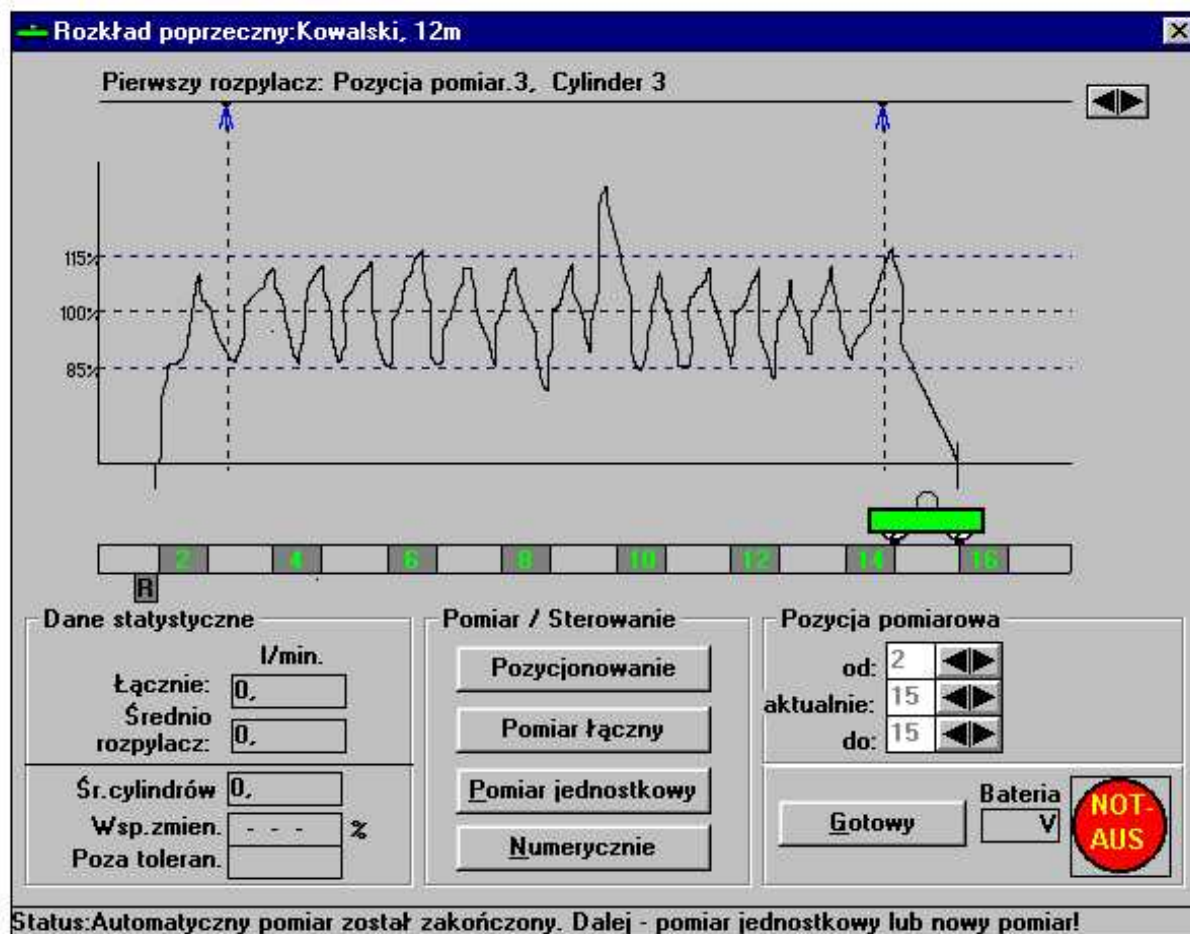 Rozkład poprzeczny:Kowalski, 12m
Pierwszy rozpylacz: Pozycja pomiar.3, Cylinder 3
115%
100%
85%
2 4 6 8 10 12 14 16
R
Dane statystyczne
l/min.
Łącznie: 0,
Średnio
rozpylacz: 0,
Śr.cylindrów 0,
Wsp.zmien. - - - %
Poza toleran.
Pomiar / Sterowanie
Pozycjonowanie
Pomiar łączny
Pomiar jednostkowy
Numerycznie
Pozycja pomiarowa
od: 2
aktualnie: 15
do: 15
Gotowy
Bateria
V
NOT-
AUS
Status:Automatyczny pomiar został zakończony. Dalej - pomiar jednostkowy lub nowy pomiar!